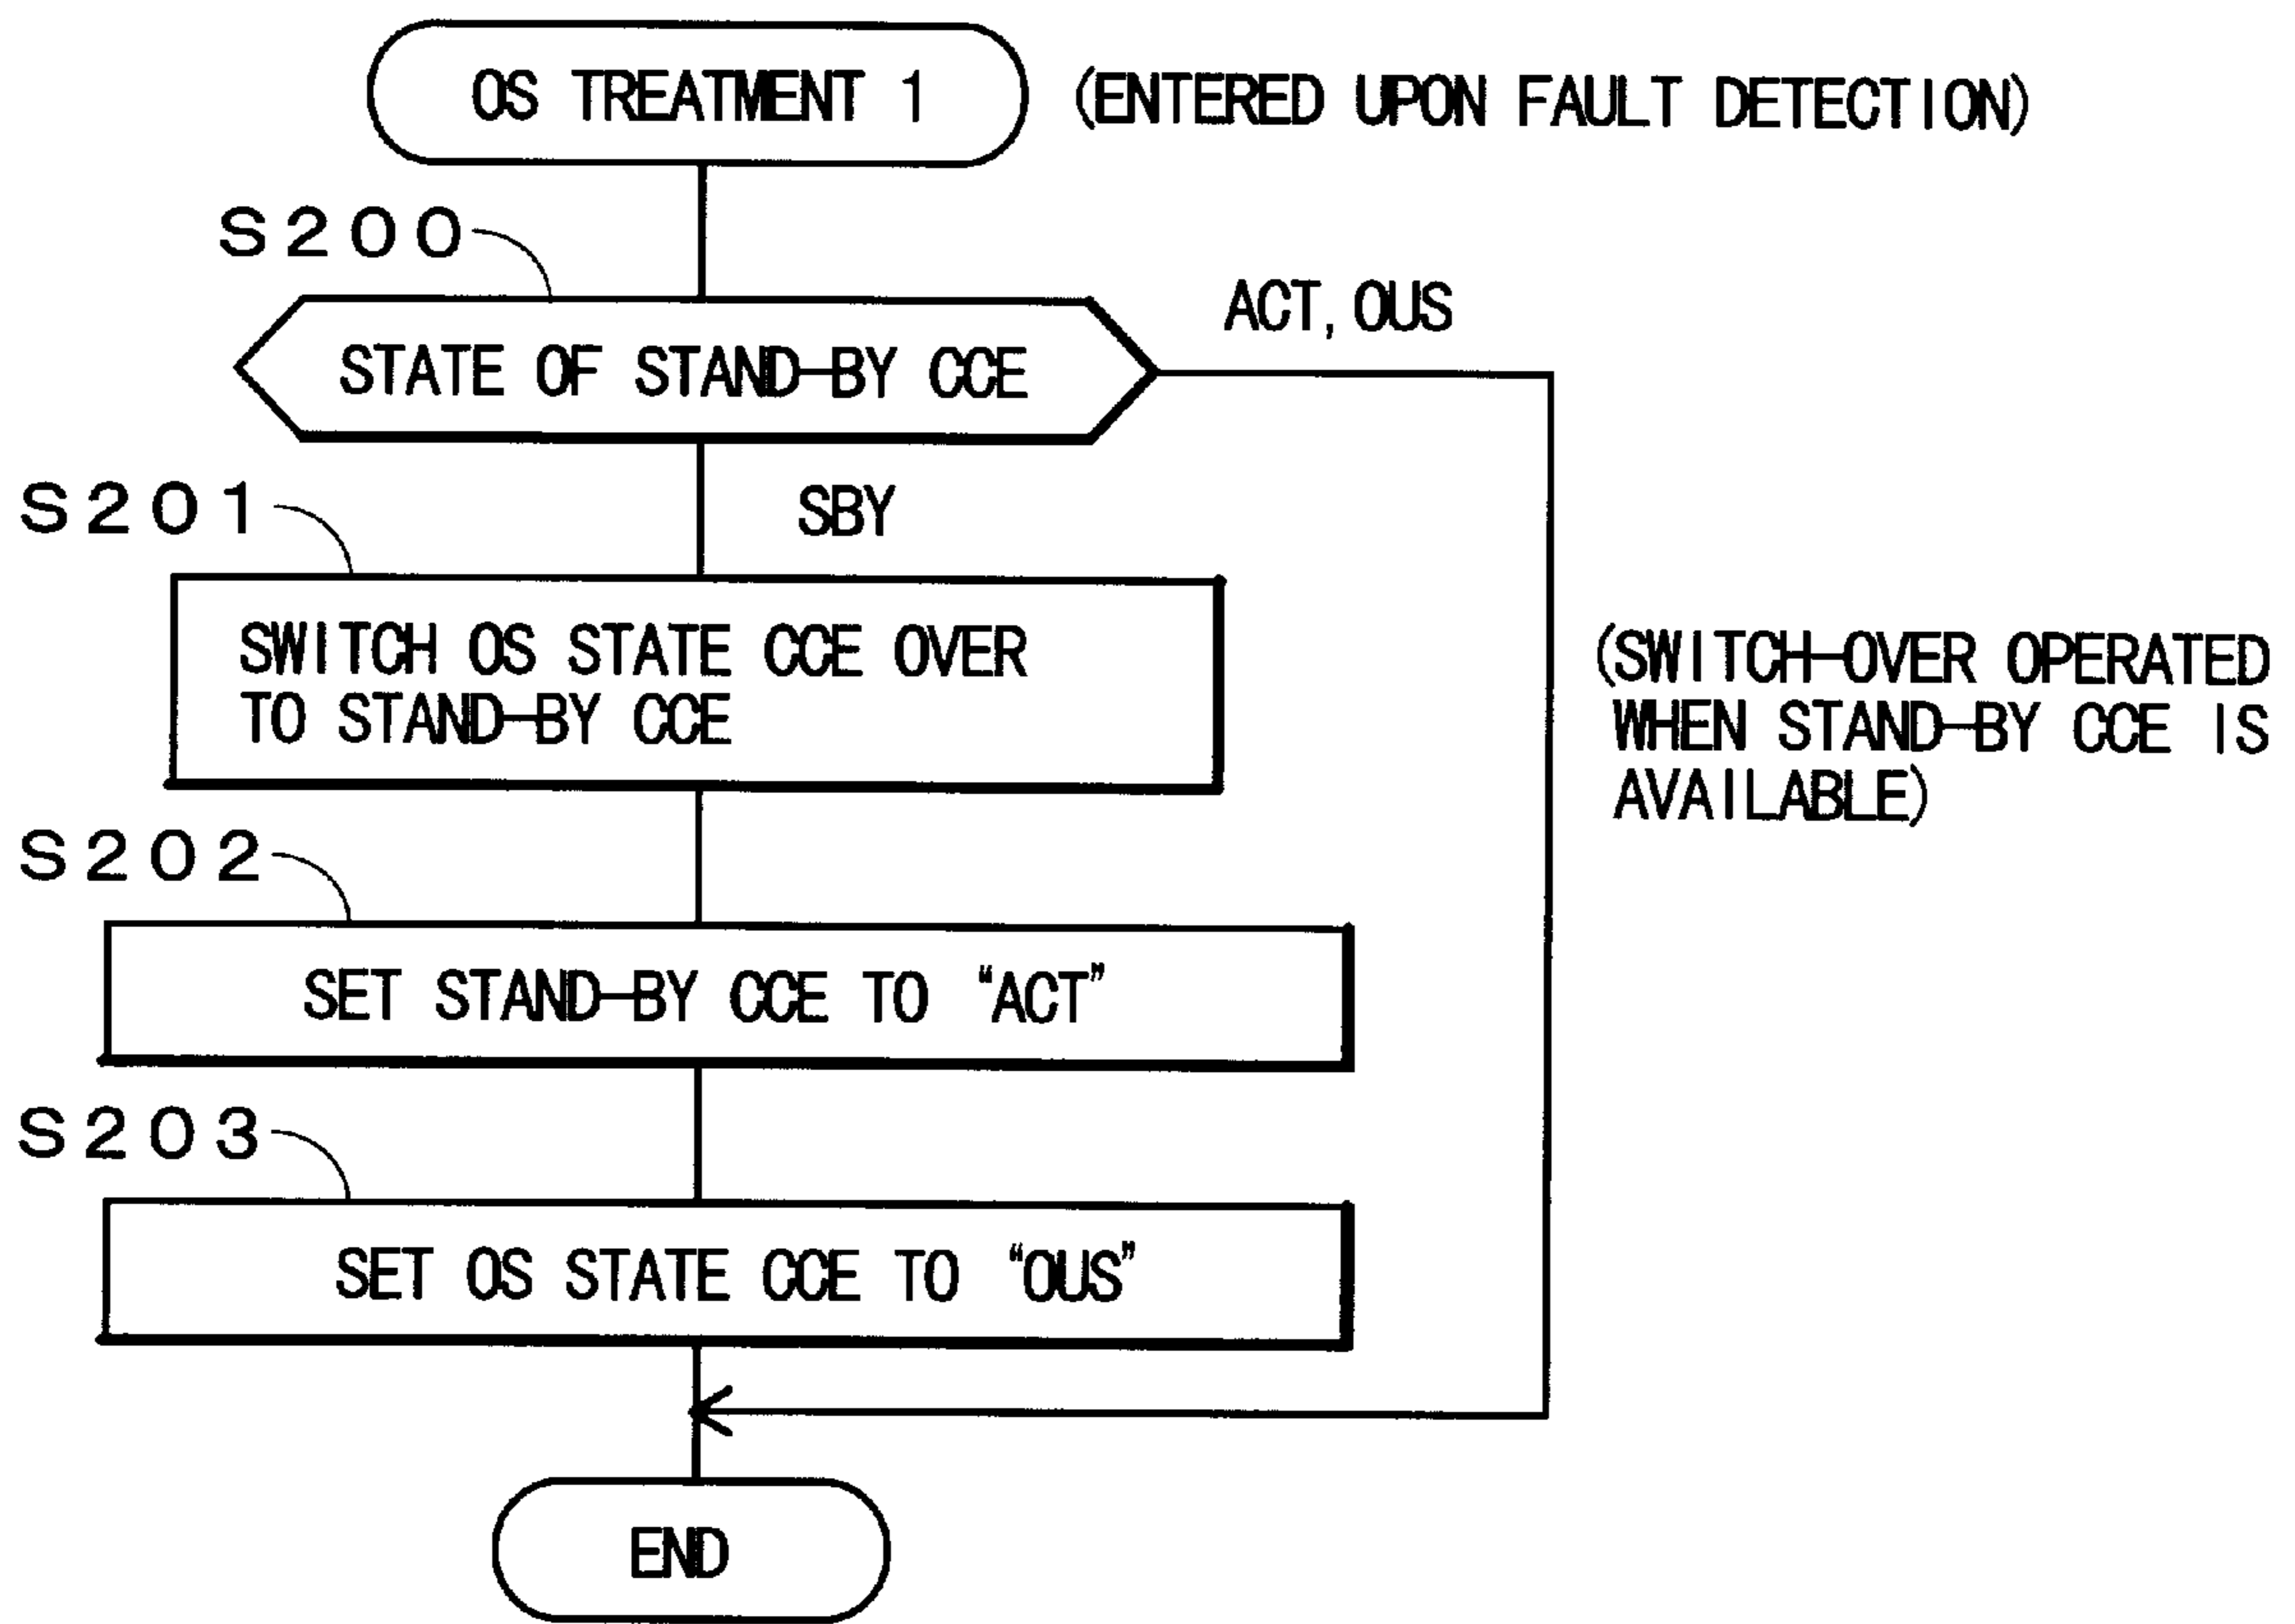 OS TREATMENT 1
(ENTERED UPON FAULT DETECTION)
S200
ACT, OUS
STATE OF STAND-BY CCE
S201
SBY
SWITCH OS STATE CCE OVER
TO STAND-BY CCE
(SWITCH-OVER OPERATED
WHEN STAND-BY CCE IS
AVAILABLE)
S202
SET STAND-BY CCE TO “ACT”
S203
SET OS STATE CCE TO “OUS”
END